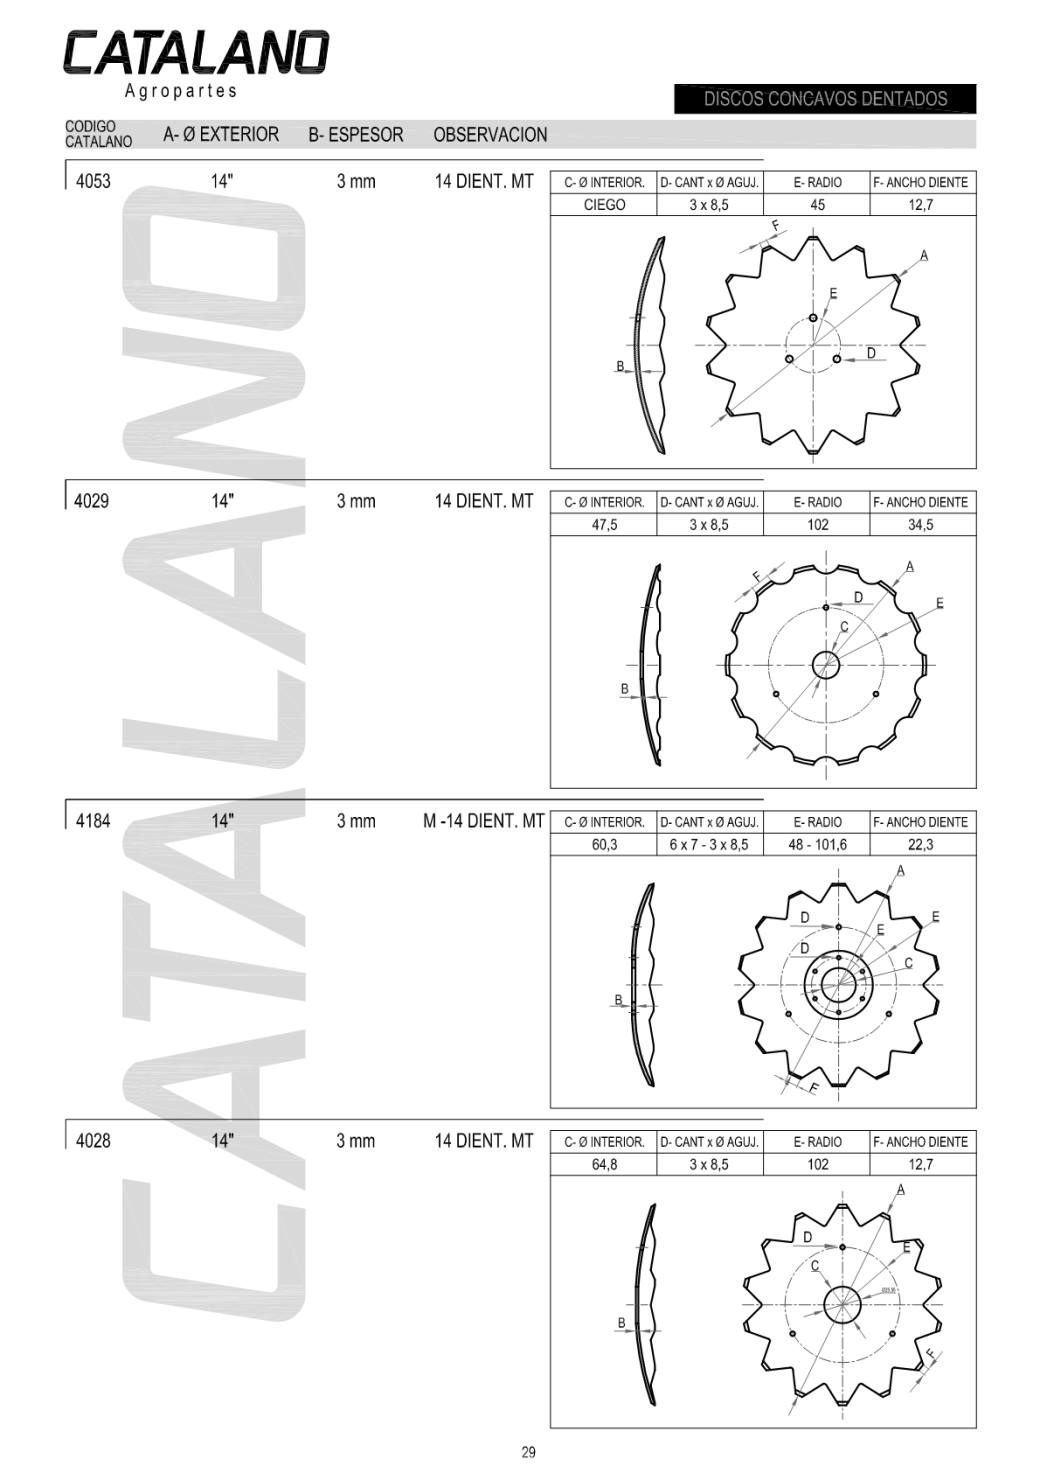 CATALANO
Agropartes
DISCOS CONCAVOS DENTADOS
CODIGO CATALANO A- Ø EXTERIOR B- ESPESOR OBSERVACION
4053 14" 3 mm 14 DIENT. MT
C- Ø INTERIOR. D- CANT x Ø AGUJ. E- RADIO F- ANCHO DIENTE
CIEGO 3 x 8,5 45 12,7
F
A
E
D
B
4029 14" 3 mm 14 DIENT. MT
C- Ø INTERIOR. D- CANT x Ø AGUJ. E- RADIO F- ANCHO DIENTE
47,5 3 x 8,5 102 34,5
F
A
D
E
C
B
4184 14" 3 mm M -14 DIENT. MT
C- Ø INTERIOR. D- CANT x Ø AGUJ. E- RADIO F- ANCHO DIENTE
60,3 6 x 7 - 3 x 8,5 48 - 101,6 22,3
A
D
E
E
D
C
B
F
4028 14" 3 mm 14 DIENT. MT
C- Ø INTERIOR. D- CANT x Ø AGUJ. E- RADIO F- ANCHO DIENTE
64,8 3 x 8,5 102 12,7
A
D
E
C
B
F
CATALANO
29